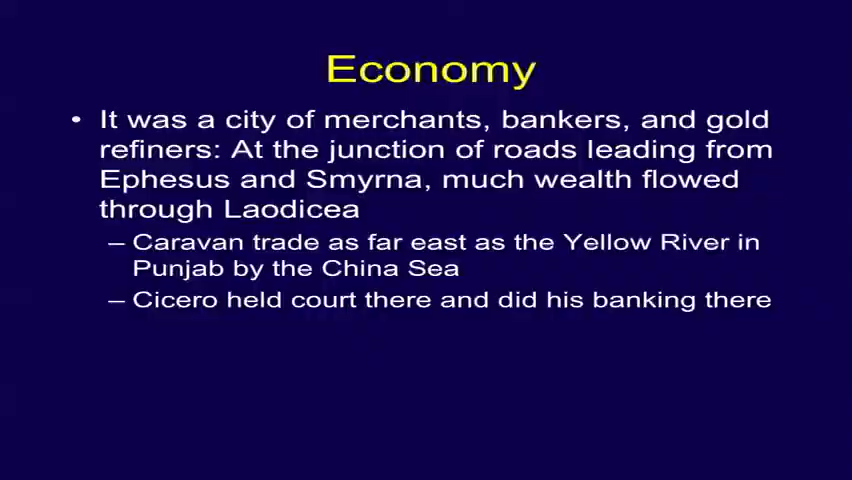 Economy
• It was a city of merchants, bankers, and gold
refiners: At the junction of roads leading from
Ephesus and Smyrna, much wealth flowed
through Laodicea
– Caravan trade as far east as the Yellow River in
Punjab by the China Sea
– Cicero held court there and did his banking there